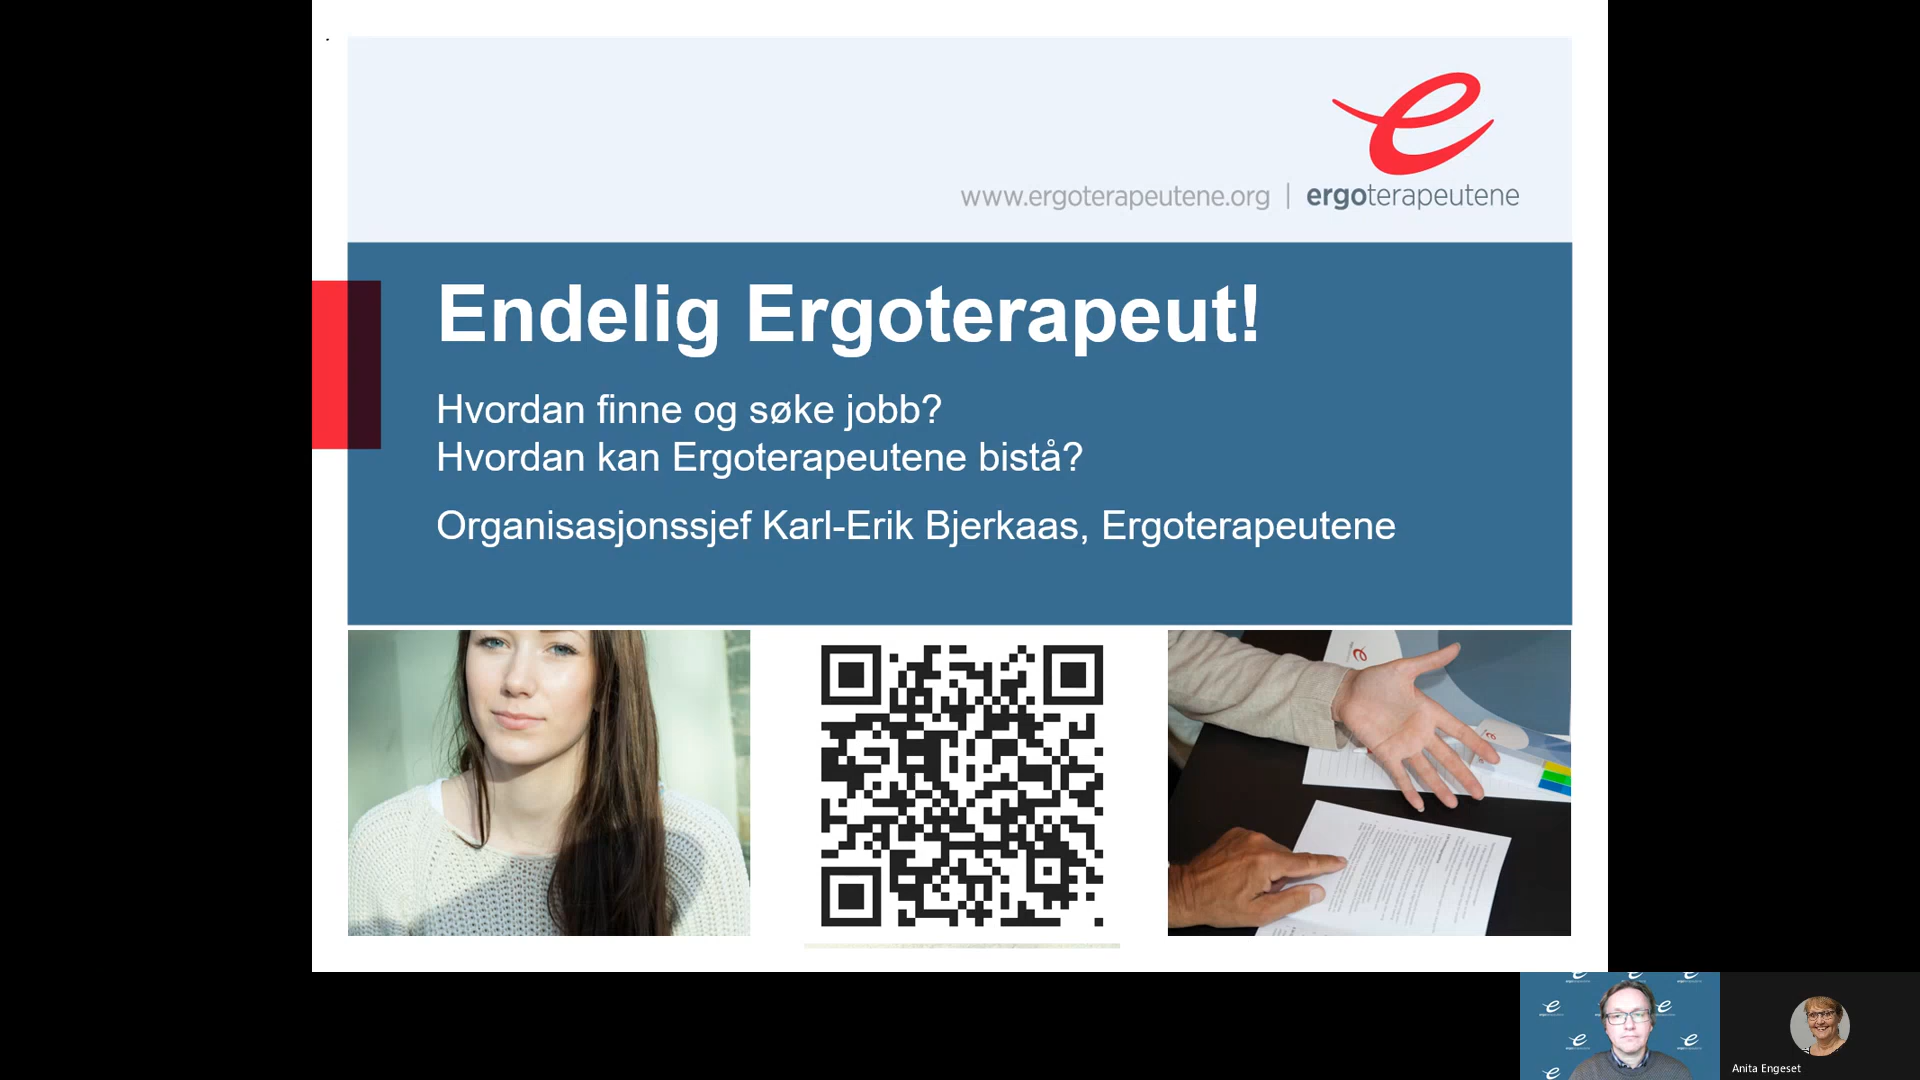 www.ergoterapeutene.org | ergoterapeutene
Endelig Ergoterapeut!
Hvordan finne og søke jobb?
Hvordan kan Ergoterapeutene bistå?
Organisasjonssjef Karl-Erik Bjerkaas, Ergoterapeutene
Anita Engeset